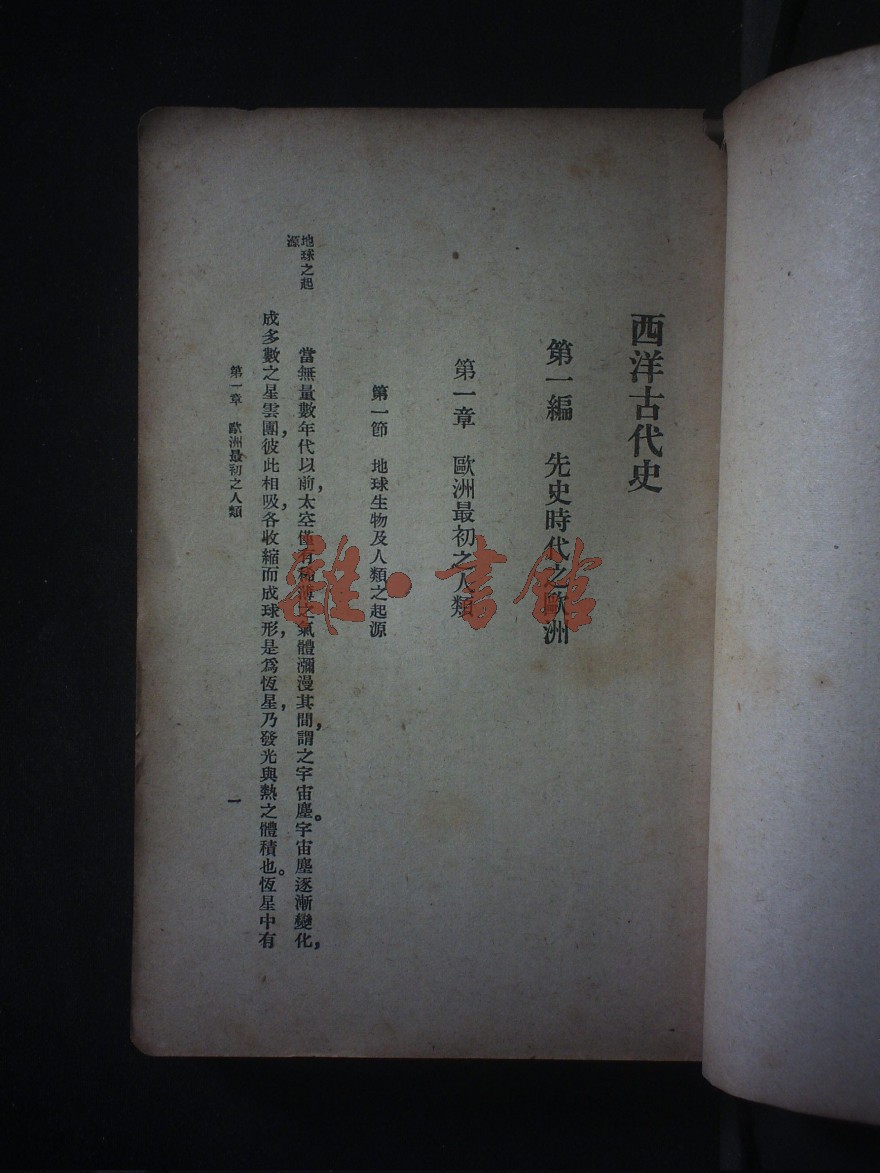 西洋古代史
第一編　先史時代之歐洲
第一章　歐洲最初之人類
第一節　地球生物及人類之起源
地球之起
源
當無量數年代以前，太空僅有稀薄之氣體瀰漫其間，謂之宇宙塵。宇宙塵逐漸變化，
成多數之星雲團，彼此相吸，各收縮而成球形，是爲恆星，乃發光與熱之體積也。恆星中有
第一章　歐洲最初之人類
一
雜·書館